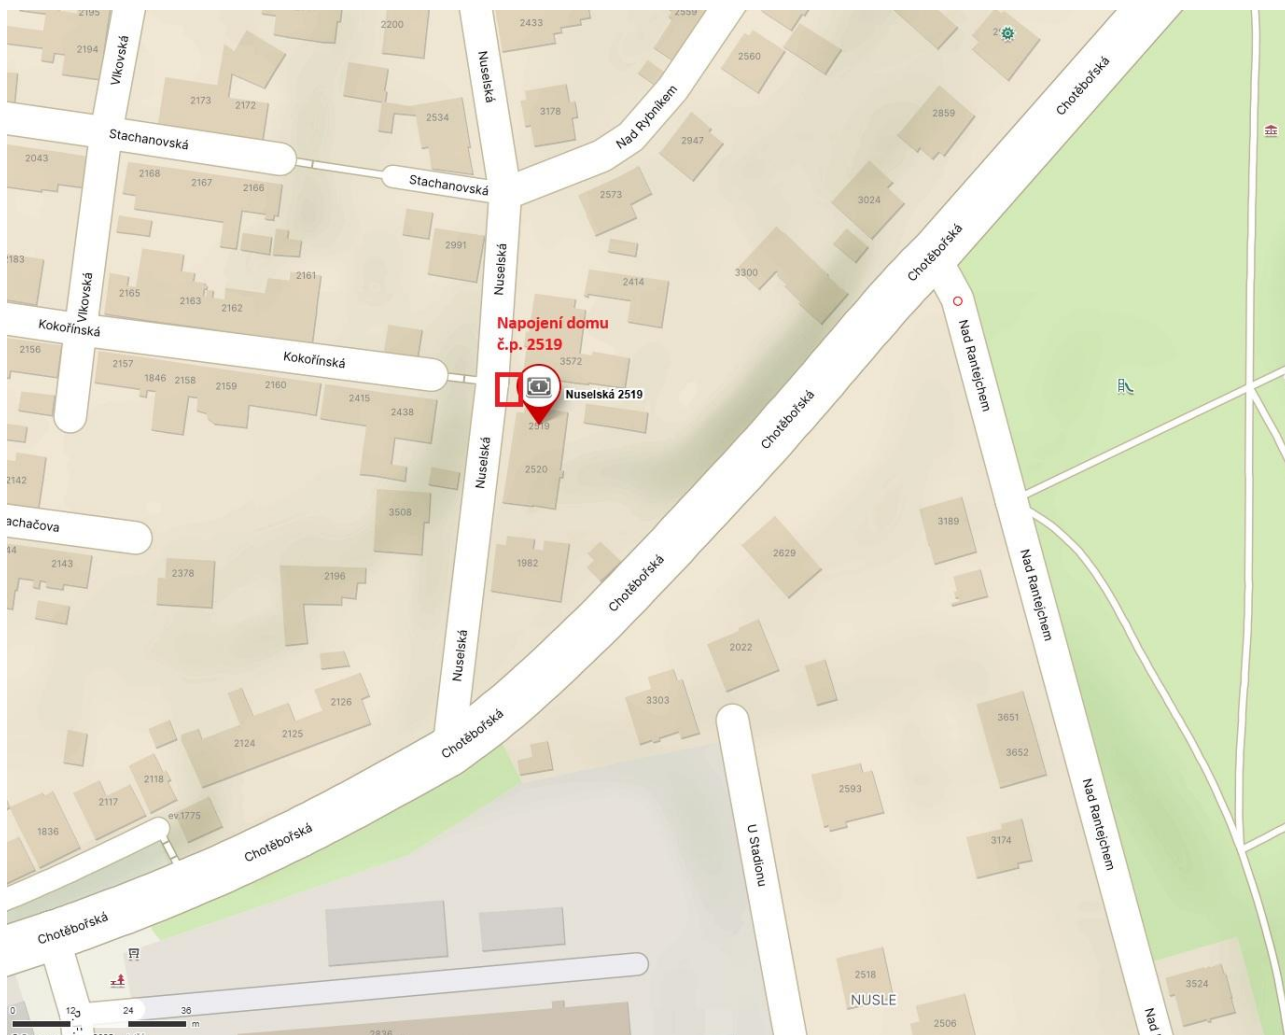 2195
2200
2433
2559
2194
Vlkovská
Nuselská
2560
Chotěbořská
2173
2172
2534
3178
Nad Rybníkem
2859
Stachanovská
2947
2043
2168
2167
2166
Stachanovská
2573
3024
2991
Nuselská
Chotěbořská
2183
2161
2165
2163
2162
2414
3300
Vlkovská
Kokořínská
Napojení domu
č.p. 2519
Nad Rantejchem
2156
2157
Kokořínská
3572
1846
2158
2159
2160
1
Nuselská 2519
2415
2438
Chotěbořská
2519
Nuselská
2520
2142
3508
achačova
3189
2143
2378
2196
1982
2629
Chotěbořská
Nad Rantejchem
Nuselská
2022
2126
3303
2124
2125
Chotěbořská
3651
3652
2118
2117
ev.1775
2593
1836
Chotěbořská
U Stadionu
3174
Nad Rantejchem
Chotěbořská
2518
NUSLE
3524
0 12 24 36 m
2506
2836
Nad